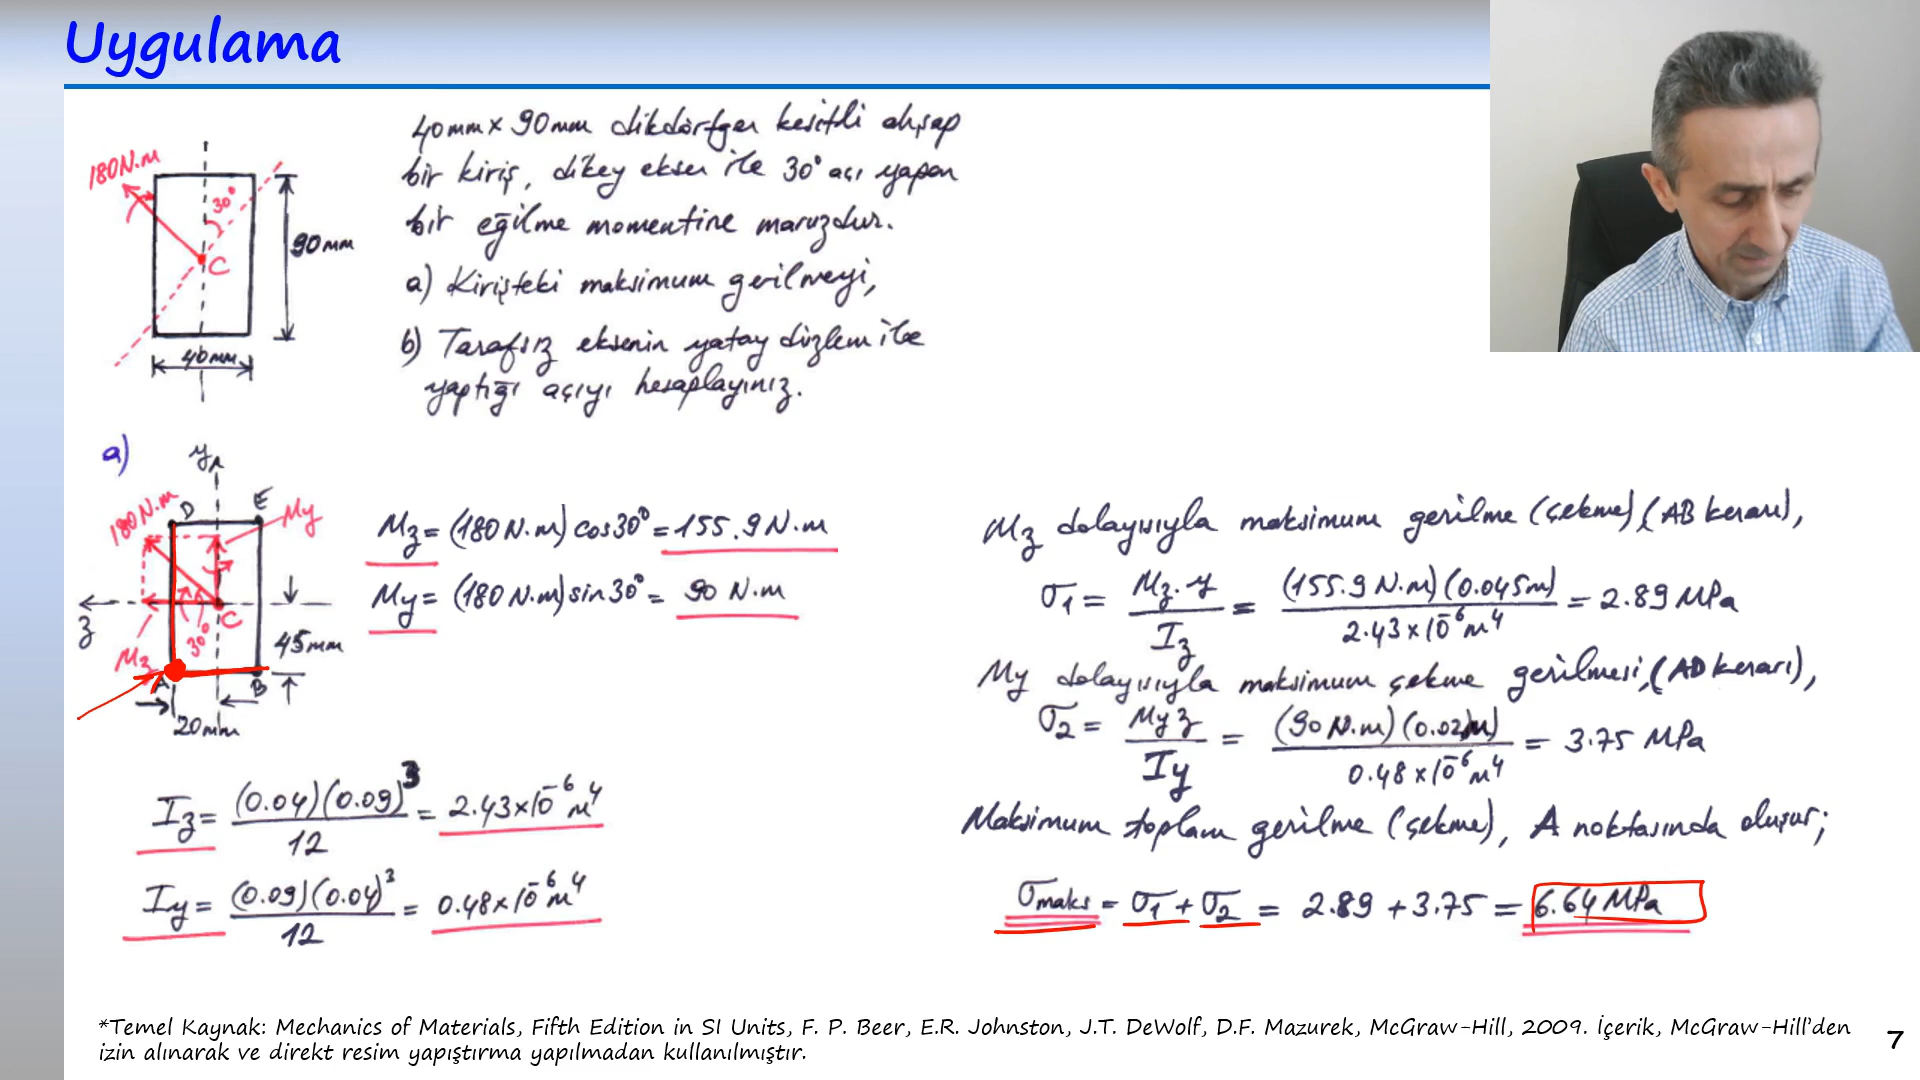 Uygulama
180N.m
30°
C
90mm
40mm
40mm x 90mm dikdörtgen kesitli ahşap
bir kiriş, dikey eksen ile 30° açı yapan
bir eğilme momentine maruzdur.
a) Kirişteki maksimum gerilmeyi,
b) Tarafsız eksenin yatay düzlem ile
yaptığı açıyı hesaplayınız.
a)
y
180N.m
D
E
My
z
C
30°
Mz
45mm
A
B
20mm
Mz = (180 N.m) cos30° = 155.9 N.m
My = (180 N.m) sin30° = 90 N.m
Iz = (0.04)(0.09)³/12 = 2.43x10⁻⁶ m⁴
Iy = (0.09)(0.04)³/12 = 0.48x10⁻⁶ m⁴
Mz dolayısıyla maksimum gerilme (çekme), (AB kenarı),
σ1 = Mz.y/Iz = (155.9 N.m)(0.045m)/2.43x10⁻⁶ m⁴ = 2.89 MPa
My dolayısıyla maksimum çekme gerilmesi, (AD kenarı),
σ2 = My z/Iy = (90 N.m)(0.02m)/0.48x10⁻⁶ m⁴ = 3.75 MPa
Maksimum toplam gerilme (çekme), A noktasında oluşur;
σmaks = σ1 + σ2 = 2.89 + 3.75 = 6.64 MPa
*Temel Kaynak: Mechanics of Materials, Fifth Edition in SI Units, F. P. Beer, E.R. Johnston, J.T. DeWolf, D.F. Mazurek, McGraw-Hill, 2009. İçerik, McGraw-Hill'den
izin alınarak ve direkt resim yapıştırma yapılmadan kullanılmıştır.
7